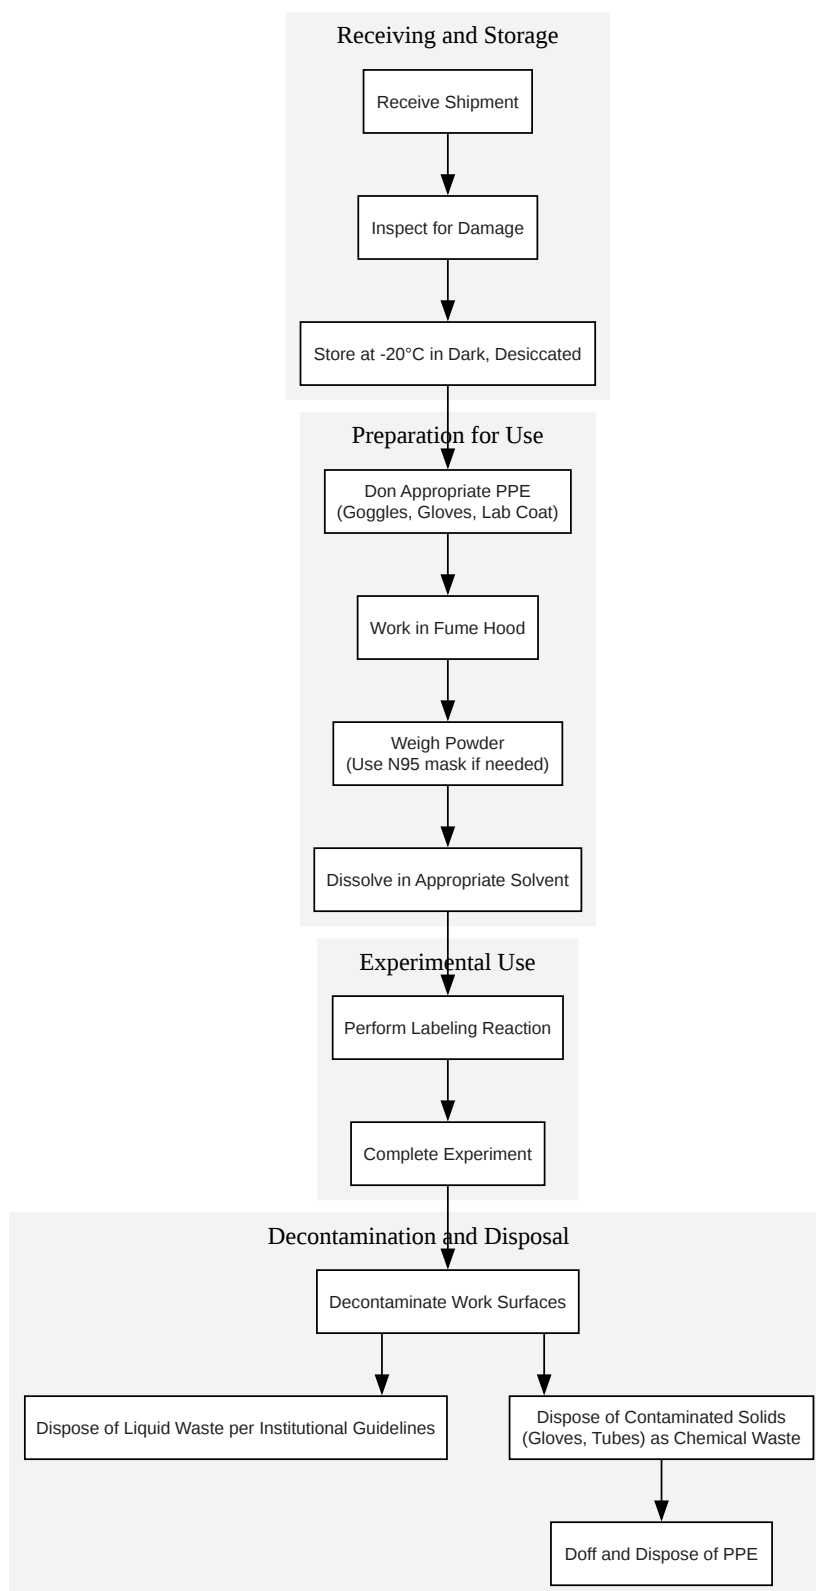 Receiving and Storage
Receive Shipment
Inspect for Damage
Store at -20°C in Dark, Desiccated
Preparation for Use
Don Appropriate PPE
(Goggles, Gloves, Lab Coat)
Work in Fume Hood
Weigh Powder
(Use N95 mask if needed)
Dissolve in Appropriate Solvent
Experimental Use
Perform Labeling Reaction
Complete Experiment
Decontamination and Disposal
Decontaminate Work Surfaces
Dispose of Liquid Waste per Institutional Guidelines
Dispose of Contaminated Solids
(Gloves, Tubes) as Chemical Waste
Doff and Dispose of PPE